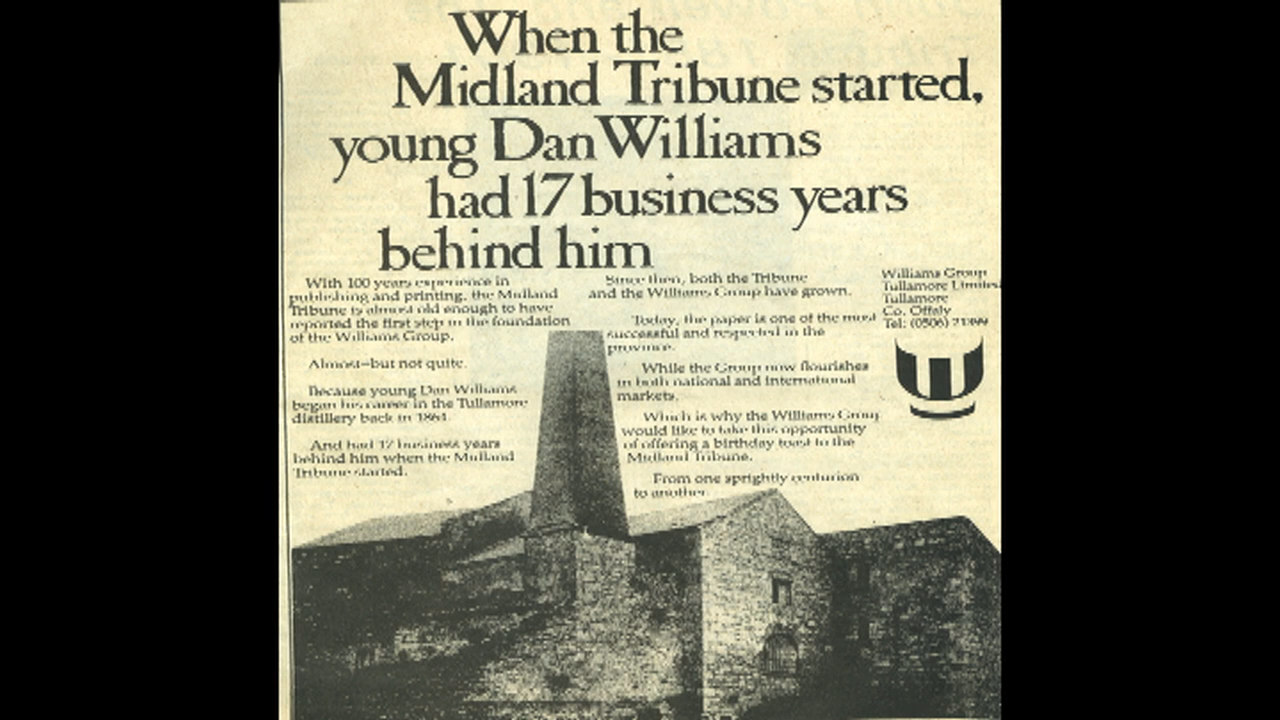 When the
Midland Tribune started,
young Dan Williams
had 17 business years
behind him
With 100 years experience in
publishing and printing, the Midland
Tribune is almost old enough to have
reported the first step in the foundation
of the Williams Group.
Almost–but not quite.
Because young Dan Williams
began his career in the Tullamore
distillery back in 1864.
And had 17 business years
behind him when the Midland
Tribune started.
Since then, both the Tribune
and the Williams Group have grown.
Today, the paper is one of the most
successful and respected in the
province.
While the Group now flourishes
in both national and international
markets.
Which is why the Williams Group
would like to take this opportunity
of offering a birthday toast to the
Midland Tribune.
From one sprightly centurion
to another.
Williams Group
Tullamore Limited
Tullamore
Co. Offaly
Tel: (0506)